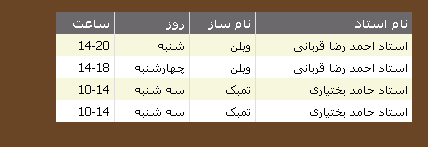 نام استاد نام ساز روز ساعت
استاد احمد رضا قربانی ویلن شنبه 14-20
استاد احمد رضا قربانی ویلن چهارشنبه 14-18
استاد حامد بختیاری تمبک سه شنبه 10-14
استاد حامد بختیاری تمبک سه شنبه 10-14